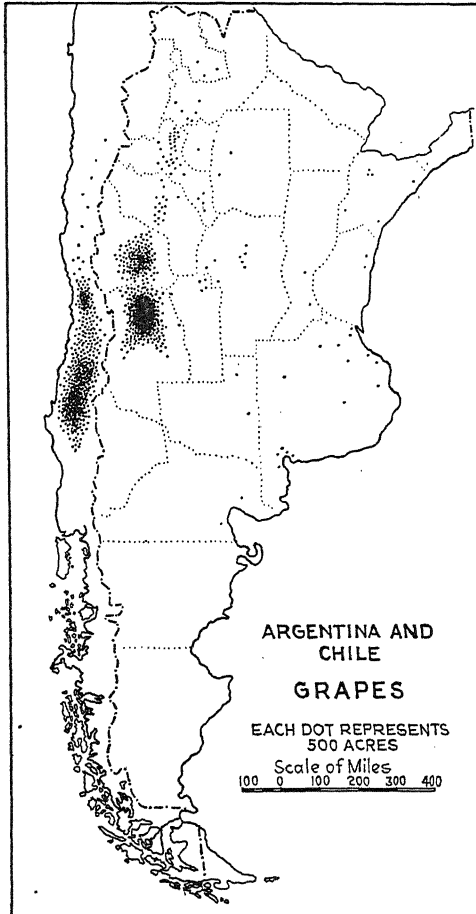 ARGENTINA AND
CHILE
GRAPES
EACH DOT REPRESENTS
500 ACRES
Scale of Miles
100 0 100 200 300 400